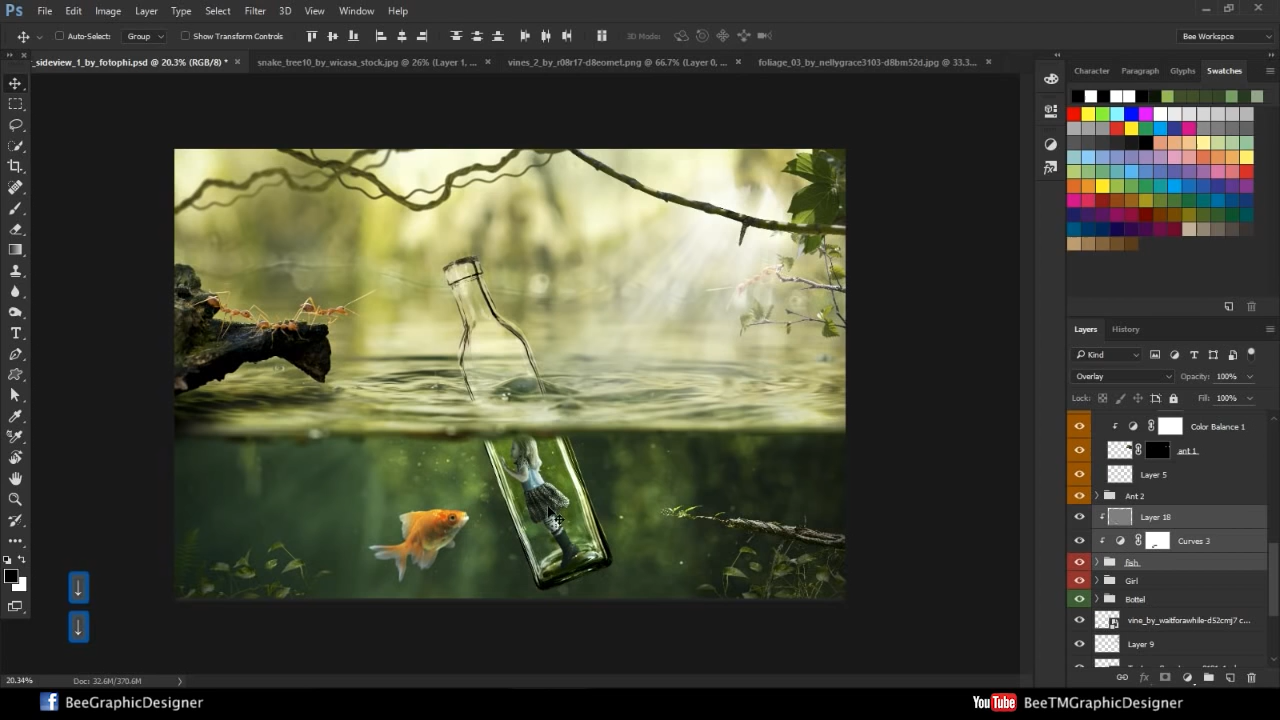 Ps File Edit Image Layer Type Select Filter 3D View Window Help
Auto-Select: Group Show Transform Controls 3D Mode: Bee Workspce
_sideview_1_by_fotophi.psd @ 20.3% (RGB/8) * snake_tree10_by_wicasa_stock.jpg @ 26% (Layer 1, ... vines_2_by_r08r17-d8eomet.png @ 66.7% (Layer 0, ... foliage_03_by_nellygrace3103-d8bm52d.jpg @ 33.3...
Character Paragraph Glyphs Swatches
Layers History
Kind
Overlay Opacity: 100%
Lock: Fill: 100%
Color Balance 1
ant 1
Layer 5
Ant 2
Layer 18
Curves 3
fish
Girl
Bottel
vine_by_waitforawhile-d52cmj7 c...
Layer 9
20.34% Doc: 32.6M/370.6M
BeeGraphicDesigner
You Tube BeeTMGraphicDesigner